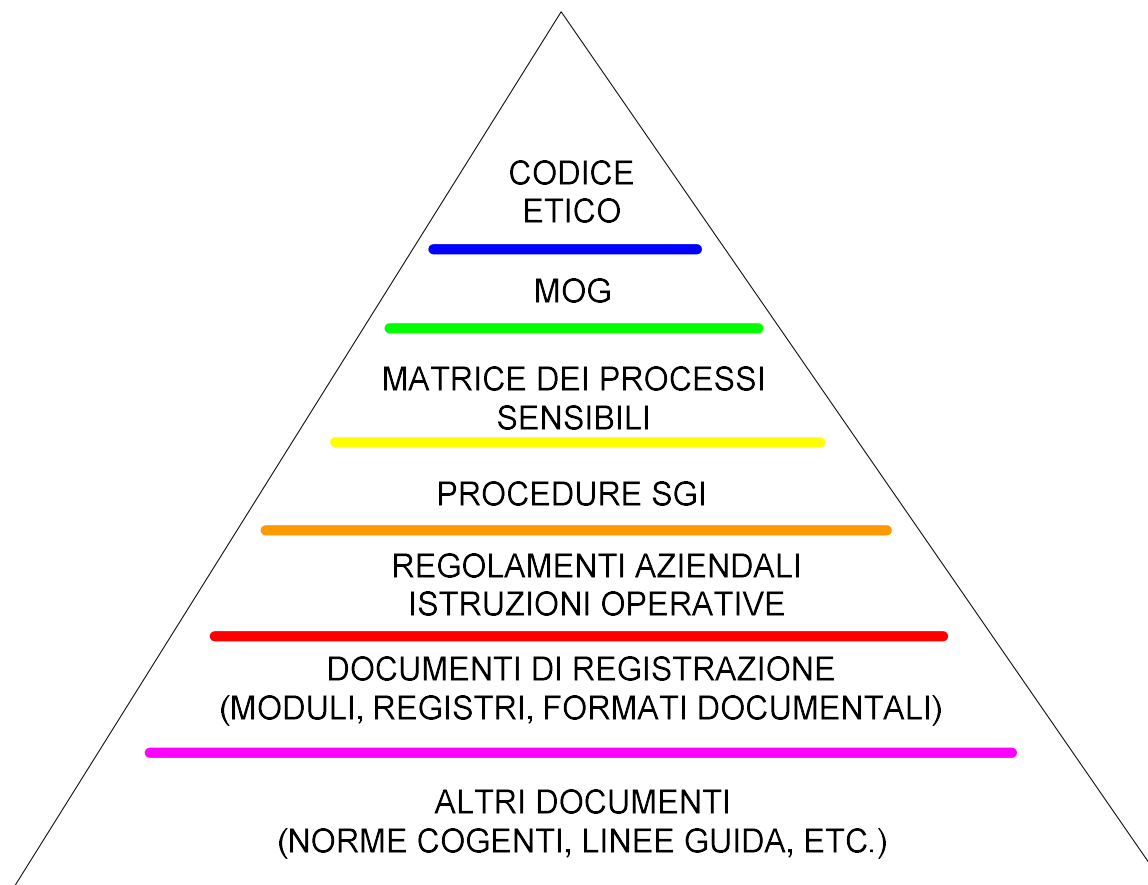 CODICE
ETICO
MOG
MATRICE DEI PROCESSI
SENSIBILI
PROCEDURE SGI
REGOLAMENTI AZIENDALI
ISTRUZIONI OPERATIVE
DOCUMENTI DI REGISTRAZIONE
(MODULI, REGISTRI, FORMATI DOCUMENTALI)
ALTRI DOCUMENTI
(NORME COGENTI, LINEE GUIDA, ETC.)